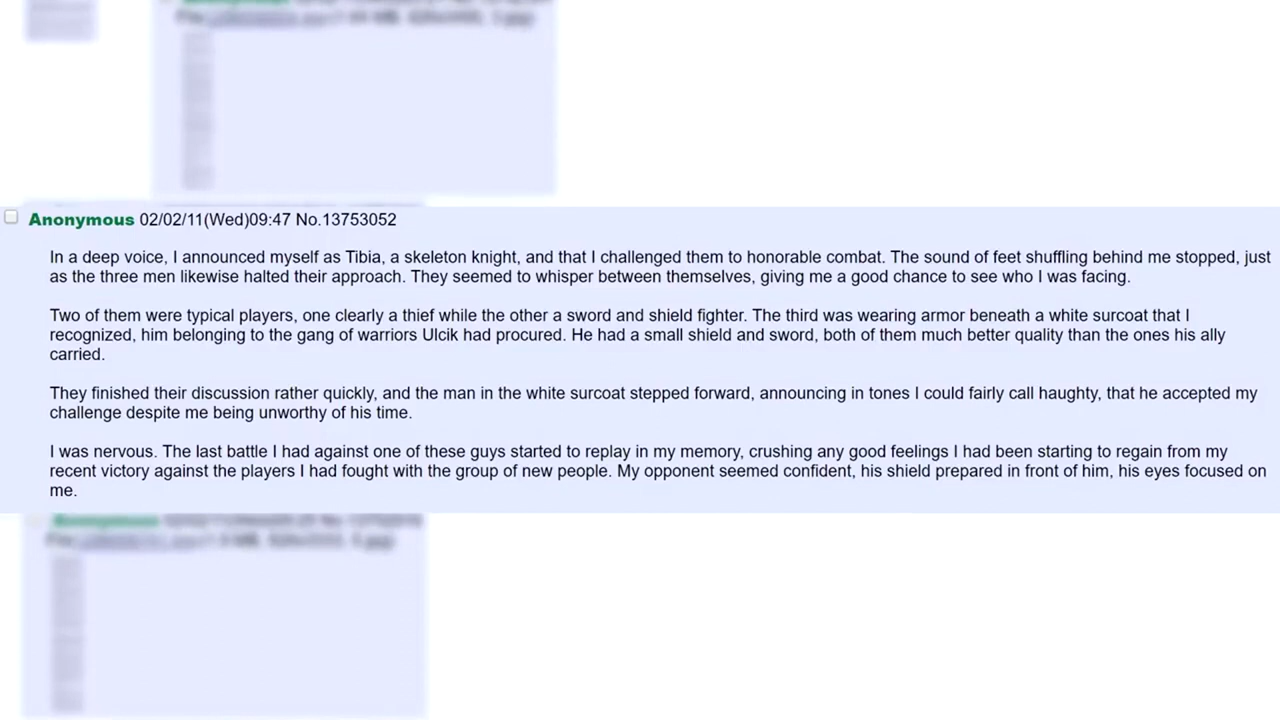 Anonymous 02/02/11(Wed)09:47 No.13753052
In a deep voice, I announced myself as Tibia, a skeleton knight, and that I challenged them to honorable combat. The sound of feet shuffling behind me stopped, just
as the three men likewise halted their approach. They seemed to whisper between themselves, giving me a good chance to see who I was facing.
Two of them were typical players, one clearly a thief while the other a sword and shield fighter. The third was wearing armor beneath a white surcoat that I
recognized, him belonging to the gang of warriors Ulcik had procured. He had a small shield and sword, both of them much better quality than the ones his ally
carried.
They finished their discussion rather quickly, and the man in the white surcoat stepped forward, announcing in tones I could fairly call haughty, that he accepted my
challenge despite me being unworthy of his time.
I was nervous. The last battle I had against one of these guys started to replay in my memory, crushing any good feelings I had been starting to regain from my
recent victory against the players I had fought with the group of new people. My opponent seemed confident, his shield prepared in front of him, his eyes focused on
me.
Anonymous